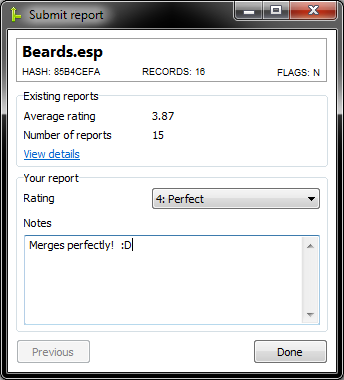 Submit report
Beards.esp
HASH: 85B4CEFA RECORDS: 16 FLAGS: N
Existing reports
Average rating 3.87
Number of reports 15
View details
Your report
Rating 4: Perfect
Notes
Merges perfectly!  :D
Previous Done